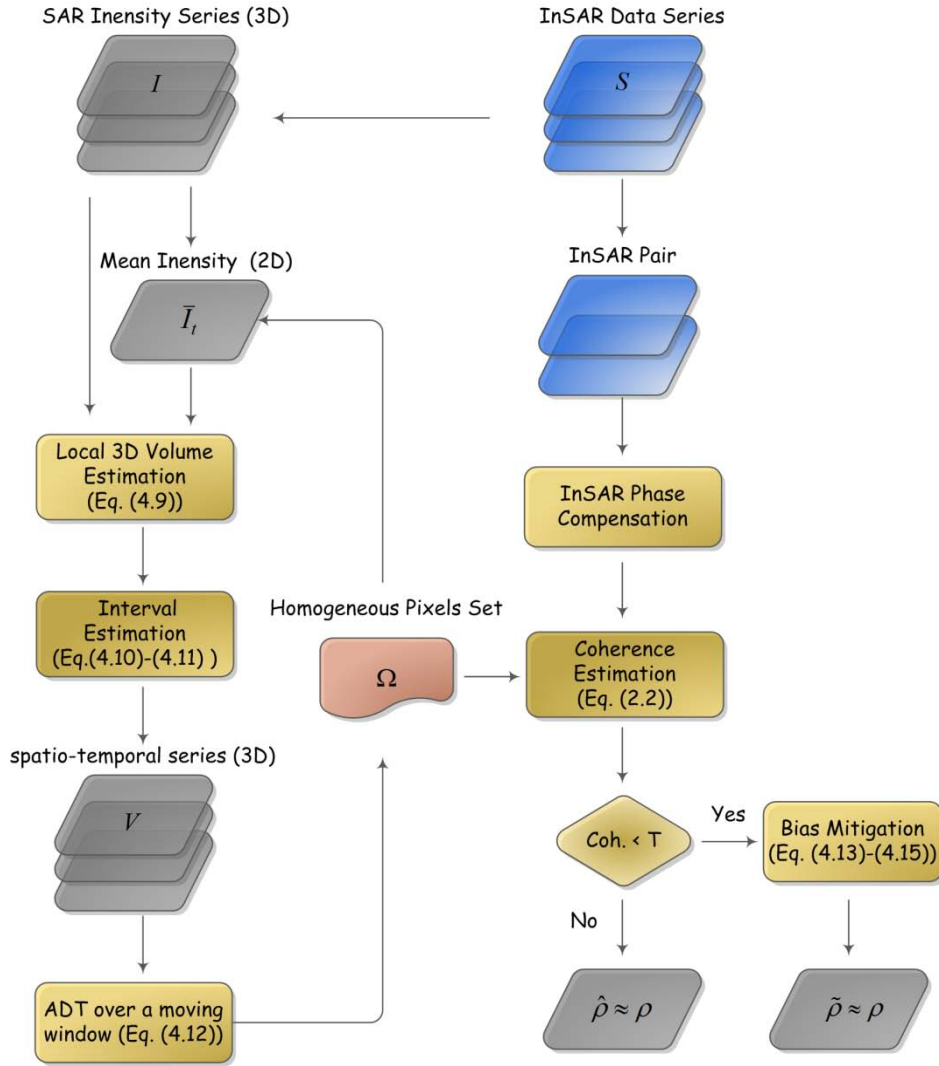 SAR Inensity Series (3D)
I
InSAR Data Series
S
Mean Inensity (2D)
Ī_t
InSAR Pair
Local 3D Volume
Estimation
(Eq. (4.9))
InSAR Phase
Compensation
Interval
Estimation
(Eq.(4.10)-(4.11) )
Homogeneous Pixels Set
Ω
Coherence
Estimation
(Eq. (2.2))
spatio-temporal series (3D)
V
Coh. < T
Yes
Bias Mitigation
(Eq. (4.13)-(4.15))
No
ADT over a moving
window (Eq. (4.12))
ρ̂ ≈ ρ
ρ̃ ≈ ρ